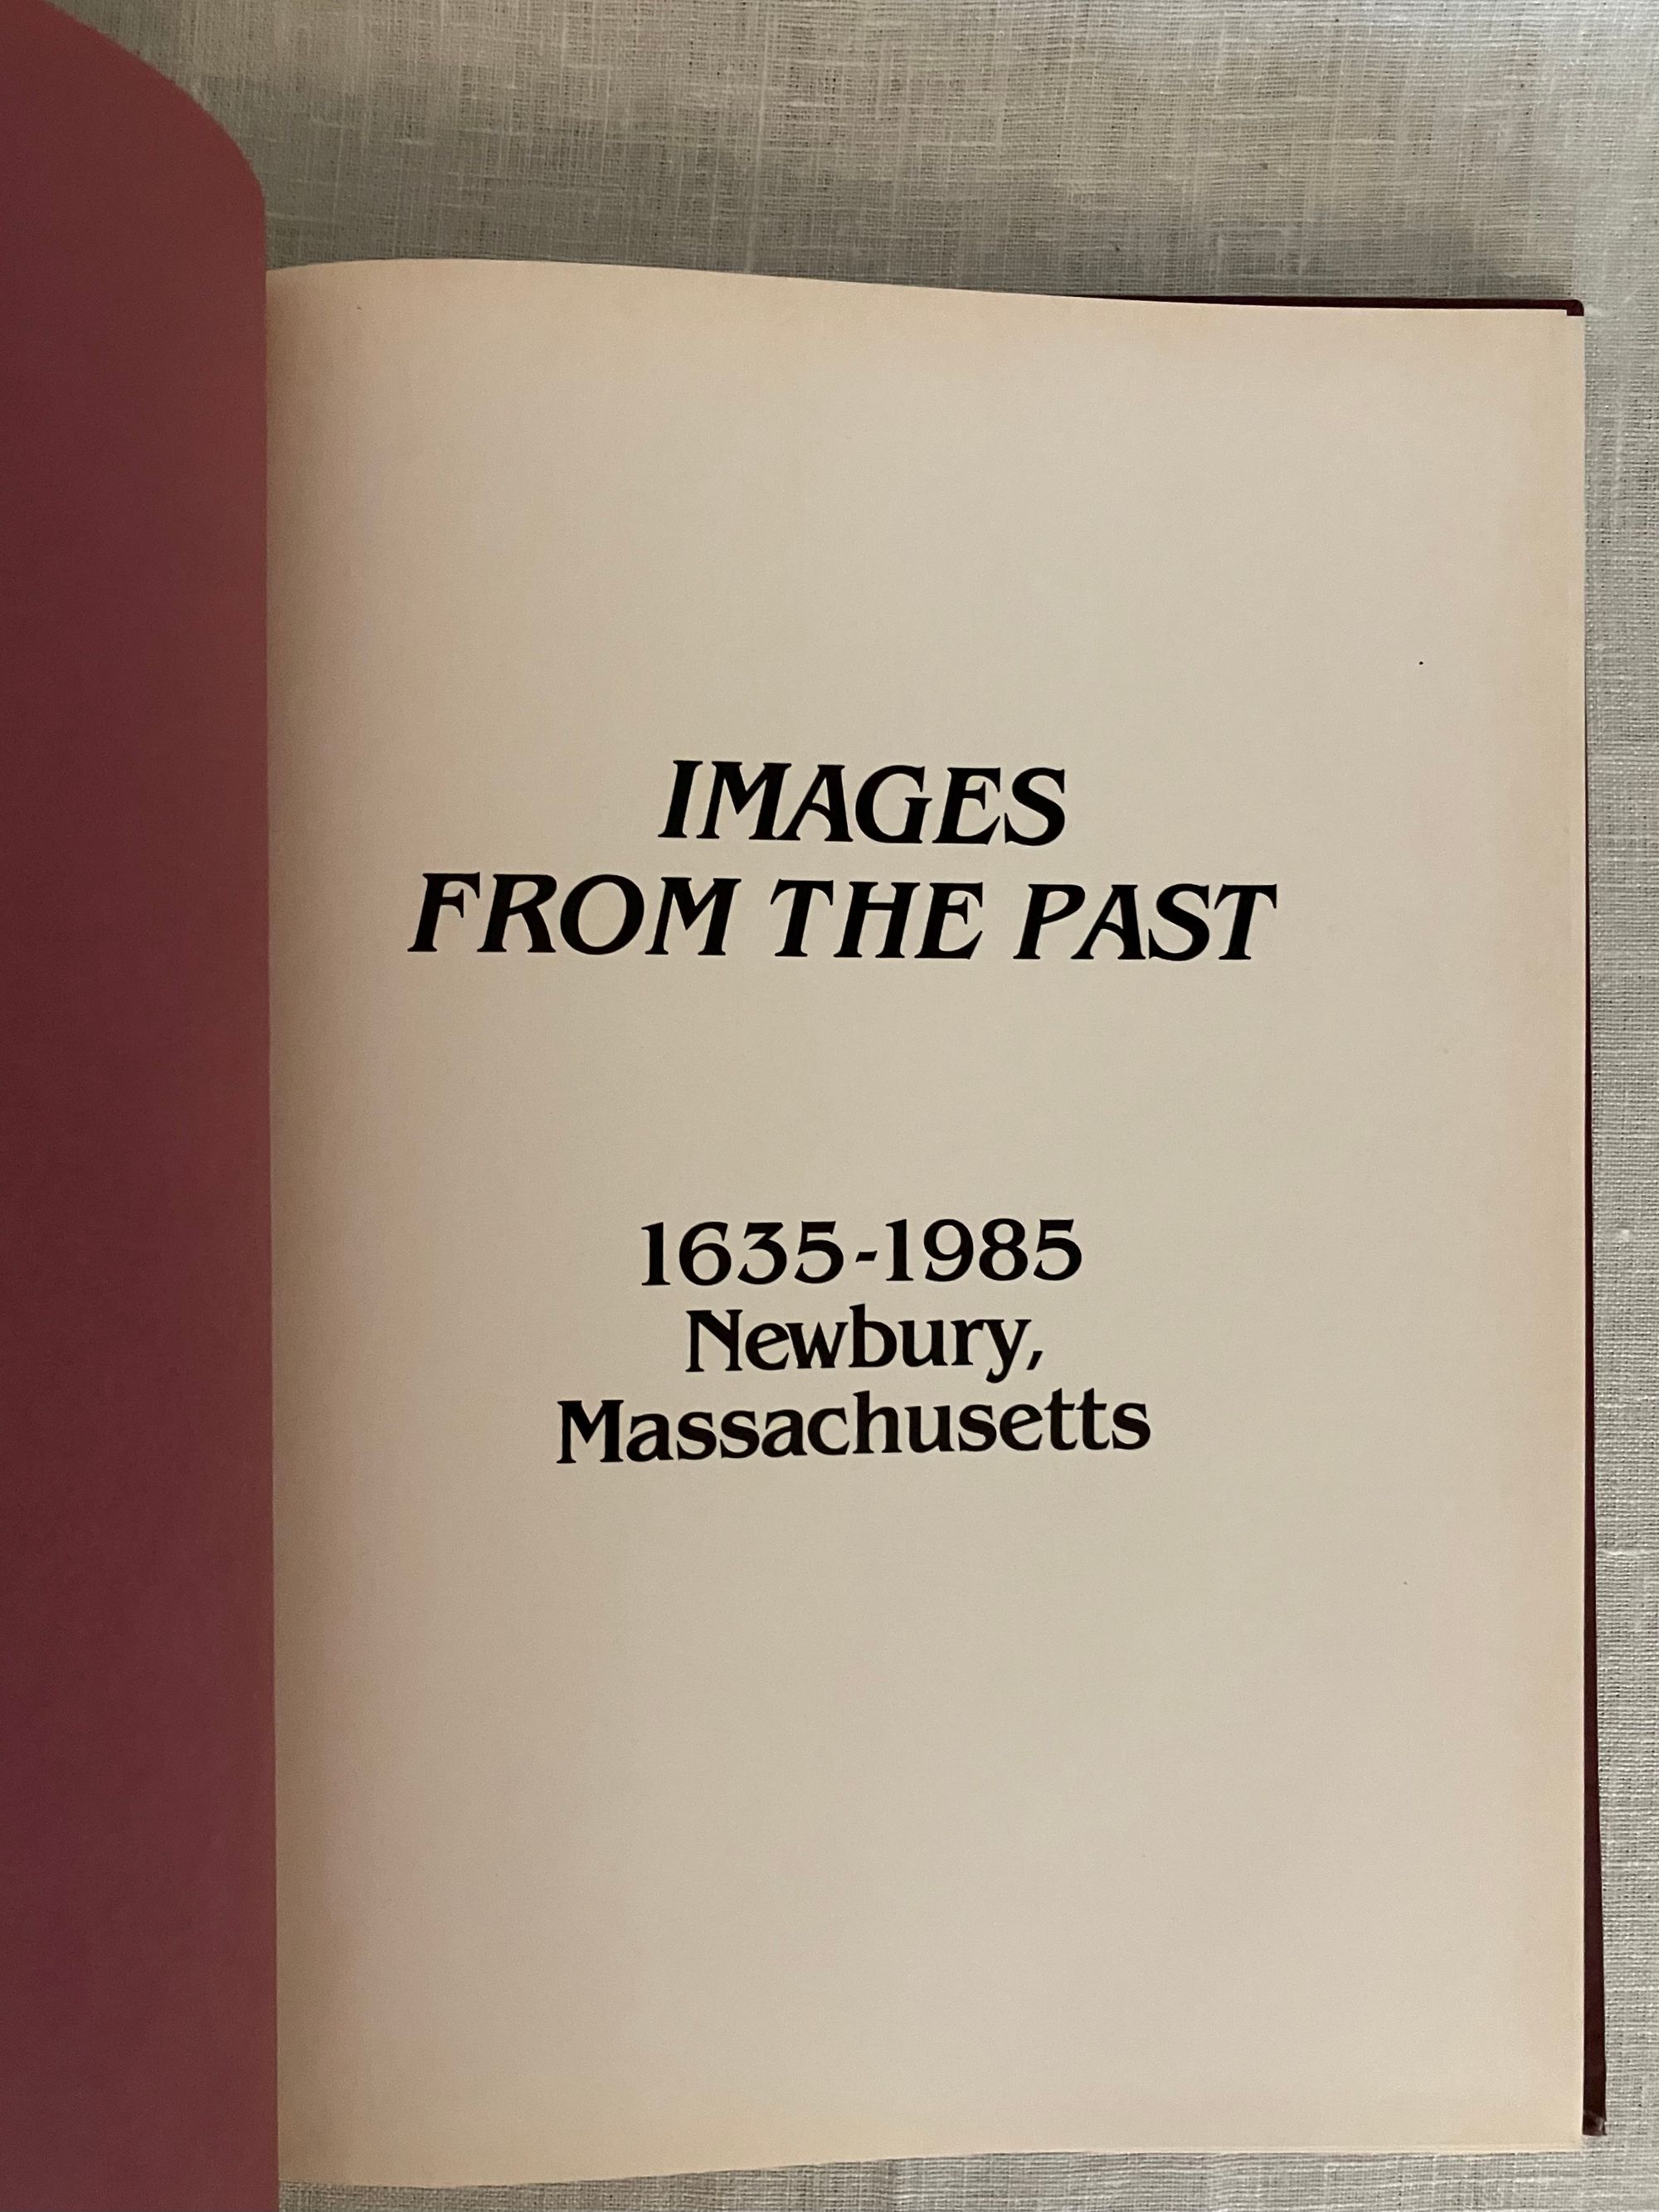 IMAGES
FROM THE PAST
1635-1985
Newbury,
Massachusetts